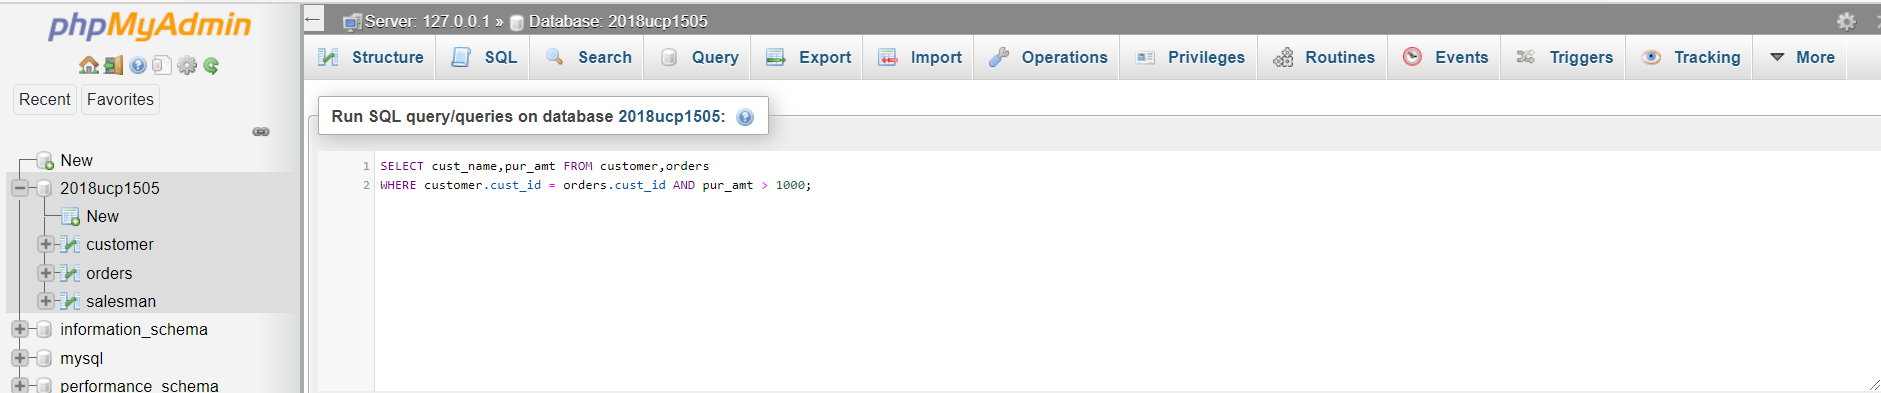 phpMyAdmin
Recent
Favorites
New
2018ucp1505
New
customer
orders
salesman
information_schema
mysql
performance_schema
Server: 127.0.0.1 » Database: 2018ucp1505
Structure SQL Search Query Export Import Operations Privileges Routines Events Triggers Tracking More
Run SQL query/queries on database 2018ucp1505:
1 SELECT cust_name,pur_amt FROM customer,orders
2 WHERE customer.cust_id = orders.cust_id AND pur_amt > 1000;